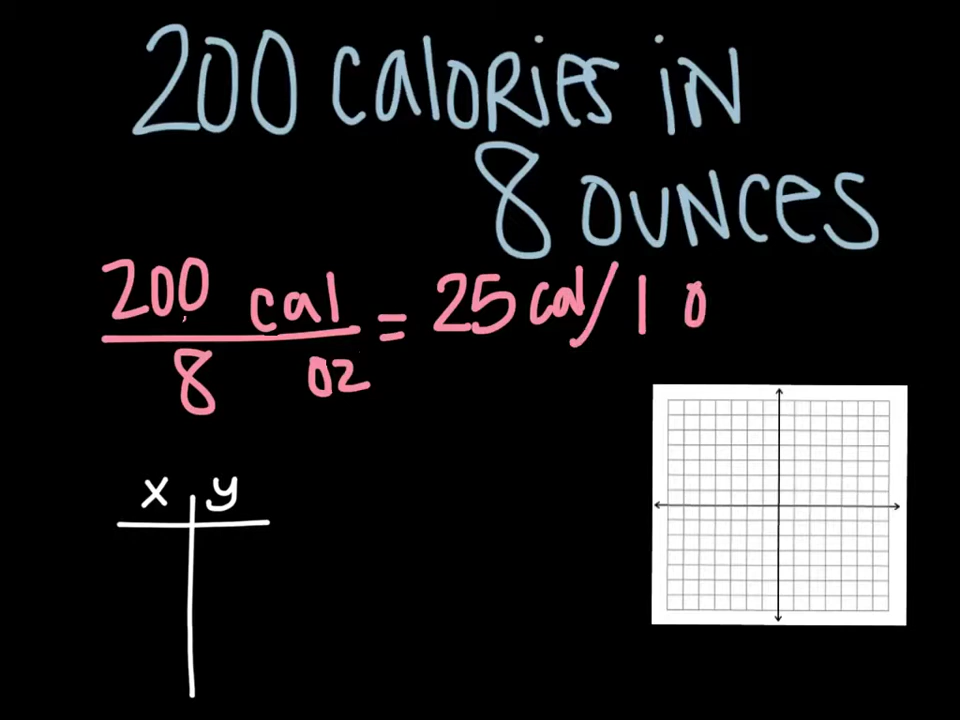 200 calories in
8 ounces
200 cal = 25 cal/1 o
8 oz
x y